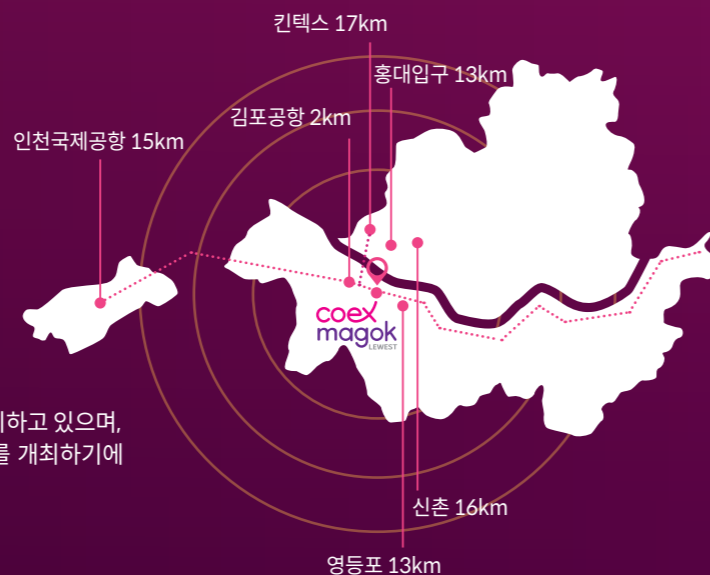 킨텍스 17km
홍대입구 13km
김포공항 2km
인천국제공항 15km
coex
magok
LEWEST
하고 있으며,
개최하기에
신촌 16km
영등포 13km